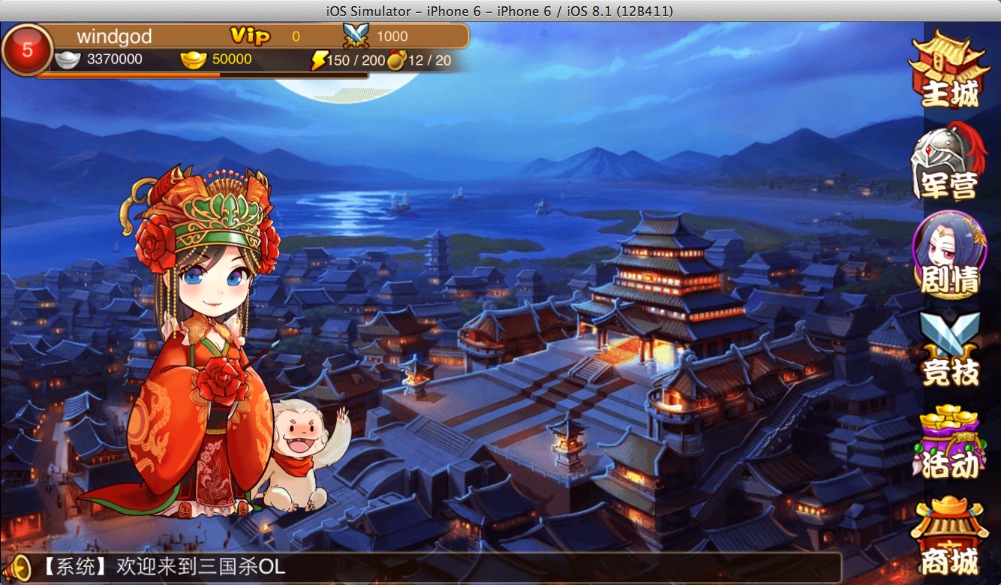 iOS Simulator - iPhone 6 - iPhone 6 / iOS 8.1 (12B411)
5
windgod Vip 0 1000
3370000 50000 150 / 200 12 / 20
主城
军营
剧情
竞技
活动
商城
【系统】欢迎来到三国杀OL